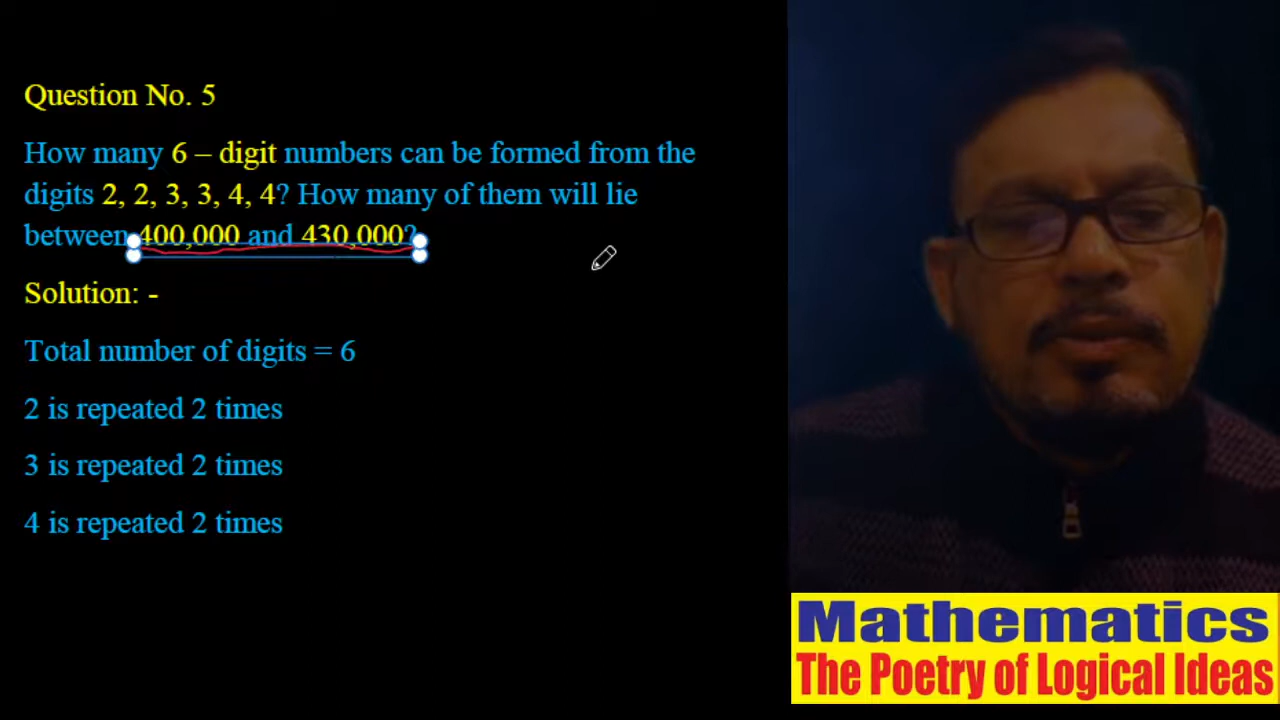 Question No. 5
How many 6 – digit numbers can be formed from the
digits 2, 2, 3, 3, 4, 4? How many of them will lie
between 400,000 and 430,000?
Solution: -
Total number of digits = 6
2 is repeated 2 times
3 is repeated 2 times
4 is repeated 2 times
Mathematics
The Poetry of Logical Ideas